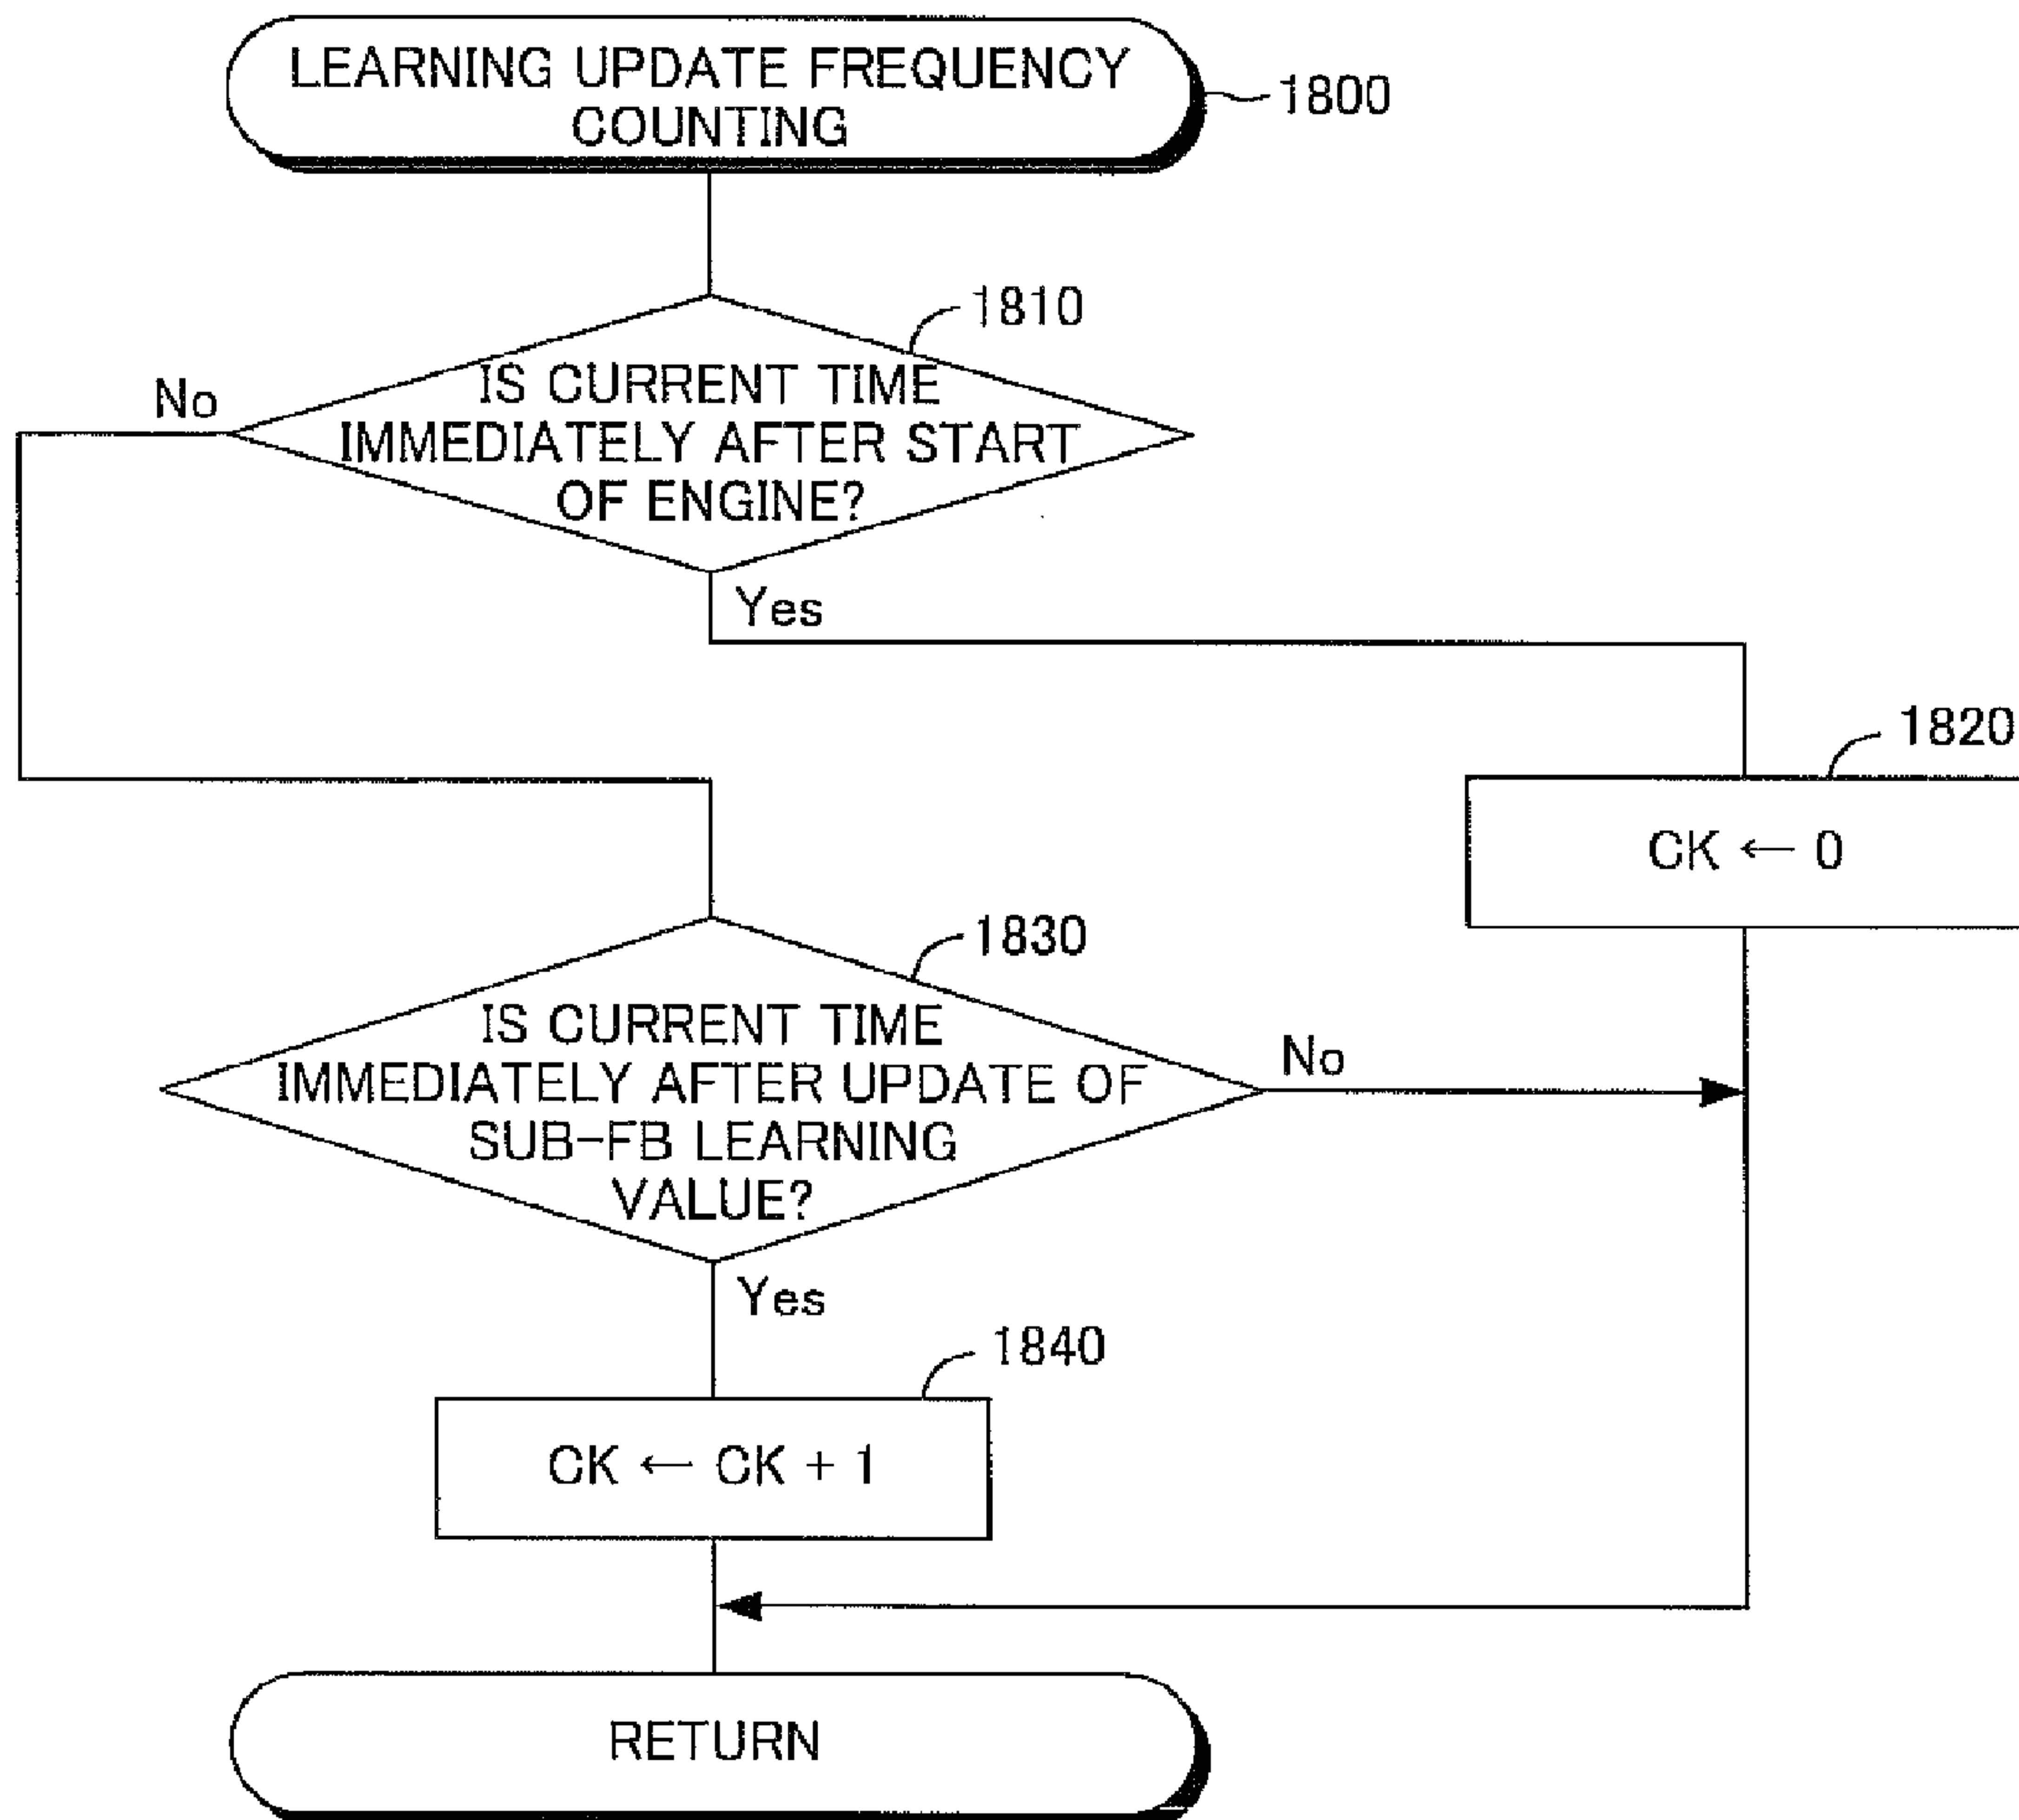 LEARNING UPDATE FREQUENCY
COUNTING
1800
1810
IS CURRENT TIME
IMMEDIATELY AFTER START
OF ENGINE?
No
Yes
1820
CK ← 0
1830
IS CURRENT TIME
IMMEDIATELY AFTER UPDATE OF
SUB-FB LEARNING
VALUE?
No
Yes
1840
CK ← CK + 1
RETURN